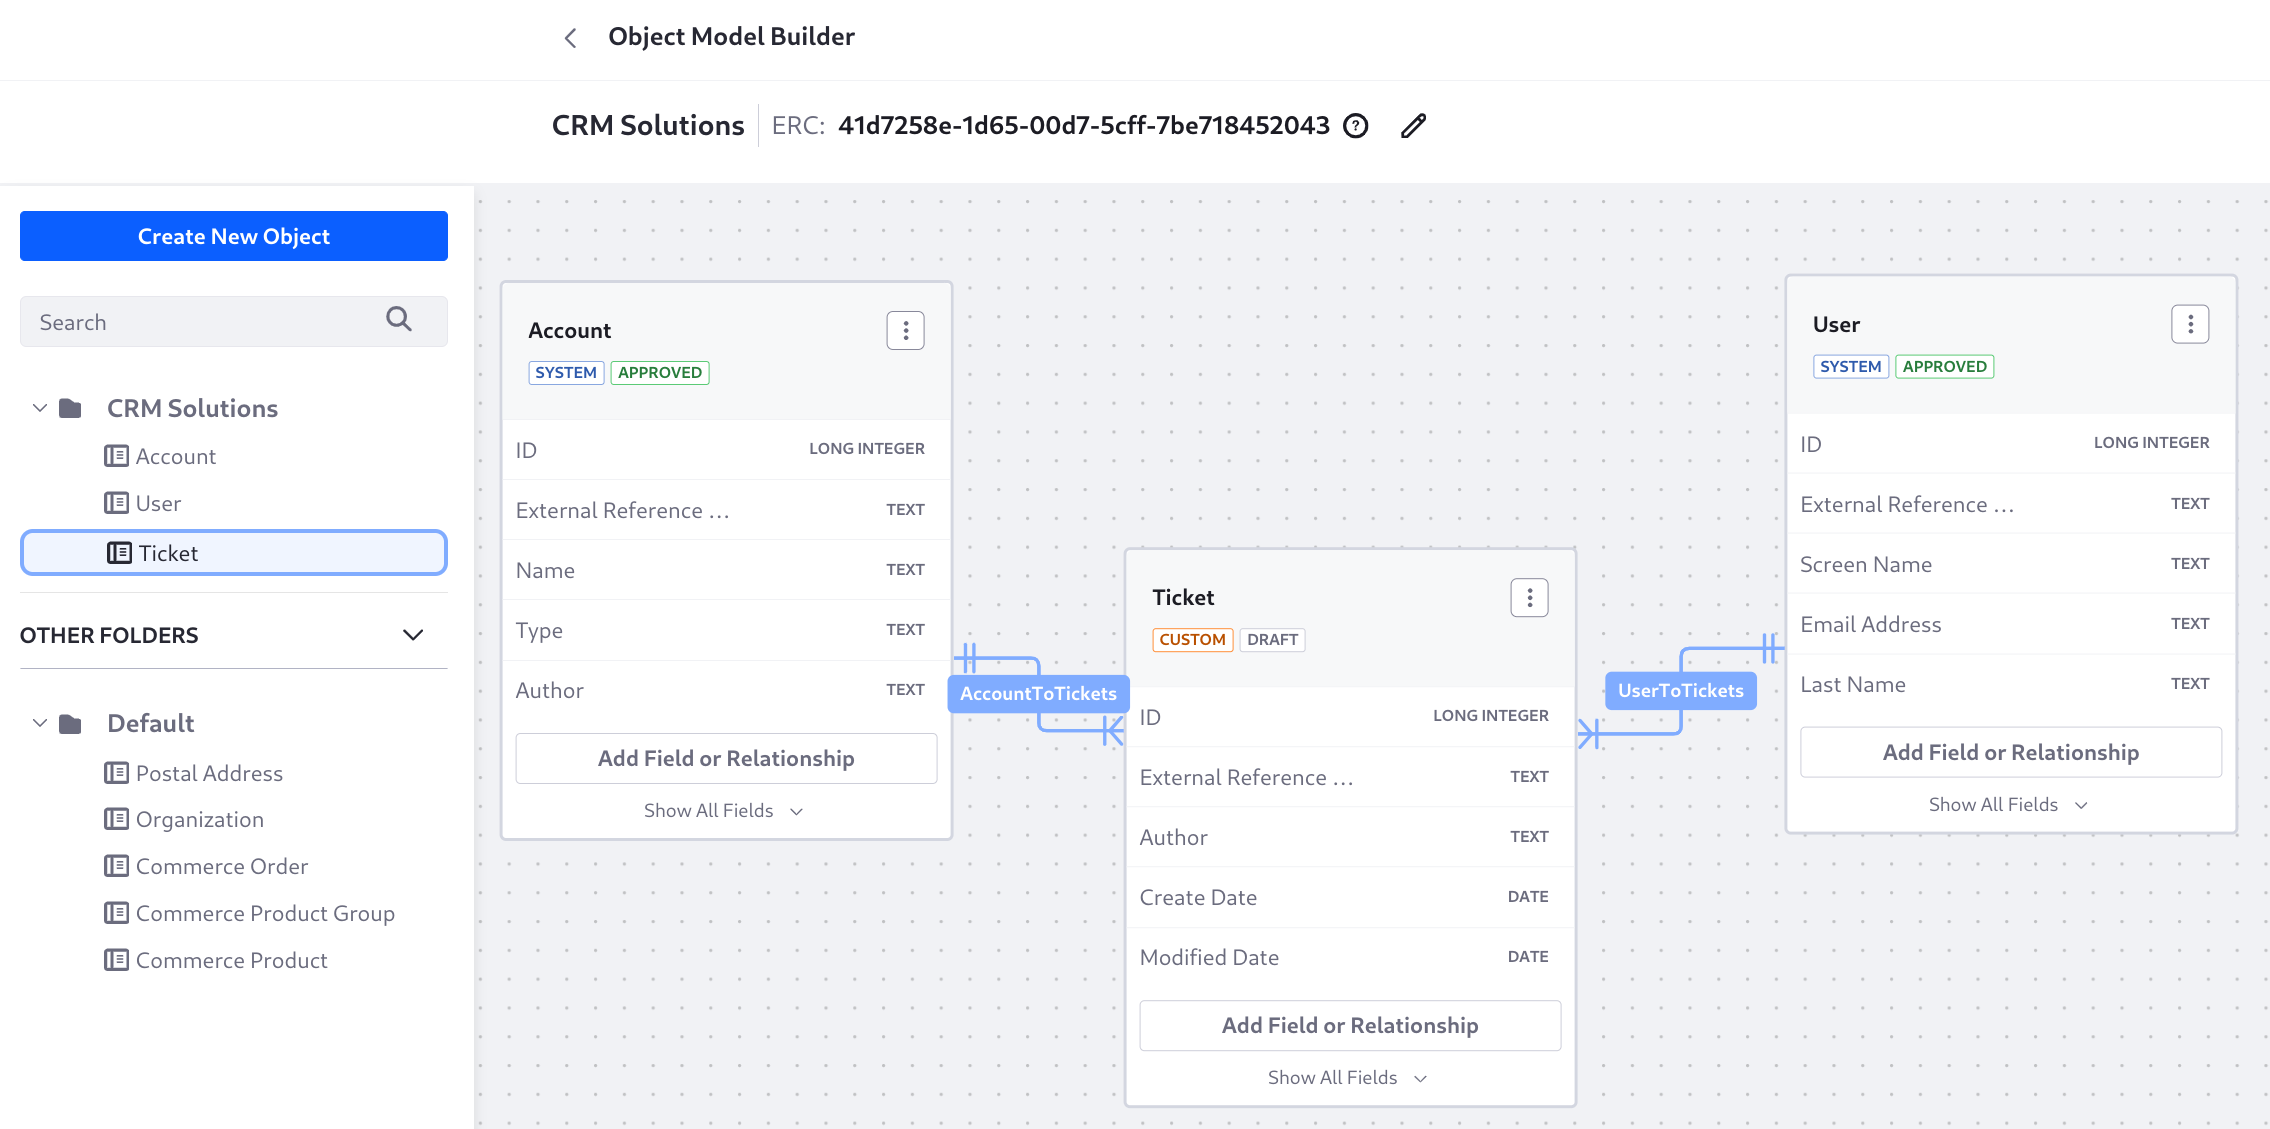 Object Model Builder
CRM Solutions ERC: 41d7258e-1d65-00d7-5cff-7be718452043
Create New Object
Search
CRM Solutions
Account
User
Ticket
OTHER FOLDERS
Default
Postal Address
Organization
Commerce Order
Commerce Product Group
Commerce Product
Account
SYSTEM APPROVED
ID LONG INTEGER
External Reference ... TEXT
Name TEXT
Type TEXT
Author TEXT
Add Field or Relationship
Show All Fields
AccountToTickets
Ticket
CUSTOM DRAFT
ID LONG INTEGER
External Reference ... TEXT
Author TEXT
Create Date DATE
Modified Date DATE
Add Field or Relationship
Show All Fields
UserToTickets
User
SYSTEM APPROVED
ID LONG INTEGER
External Reference ... TEXT
Screen Name TEXT
Email Address TEXT
Last Name TEXT
Add Field or Relationship
Show All Fields